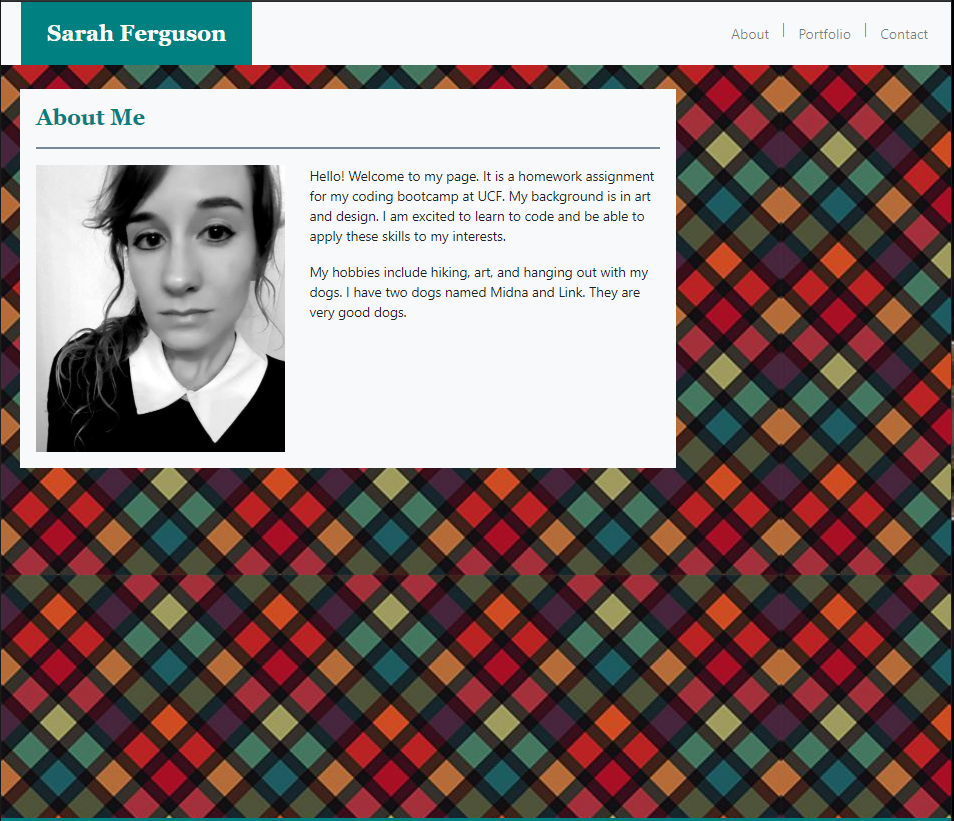 Sarah Ferguson
About | Portfolio | Contact
About Me
Hello! Welcome to my page. It is a homework assignment
for my coding bootcamp at UCF. My background is in art
and design. I am excited to learn to code and be able to
apply these skills to my interests.
My hobbies include hiking, art, and hanging out with my
dogs. I have two dogs named Midna and Link. They are
very good dogs.